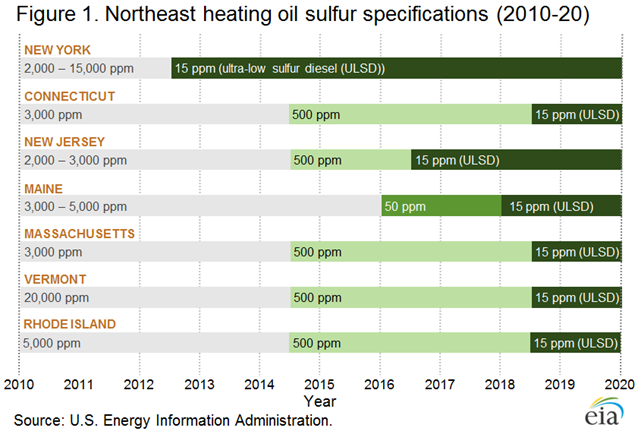 Figure 1. Northeast heating oil sulfur specifications (2010-20)
NEW YORK
2,000 – 15,000 ppm 15 ppm (ultra-low sulfur diesel (ULSD))
CONNECTICUT
3,000 ppm 500 ppm 15 ppm (ULSD)
NEW JERSEY
2,000 – 3,000 ppm 500 ppm 15 ppm (ULSD)
MAINE
3,000 – 5,000 ppm 50 ppm 15 ppm (ULSD)
MASSACHUSETTS
3,000 ppm 500 ppm 15 ppm (ULSD)
VERMONT
20,000 ppm 500 ppm 15 ppm (ULSD)
RHODE ISLAND
5,000 ppm 500 ppm 15 ppm (ULSD)
2010 2011 2012 2013 2014 2015 2016 2017 2018 2019 2020
Year
Source: U.S. Energy Information Administration.
eia